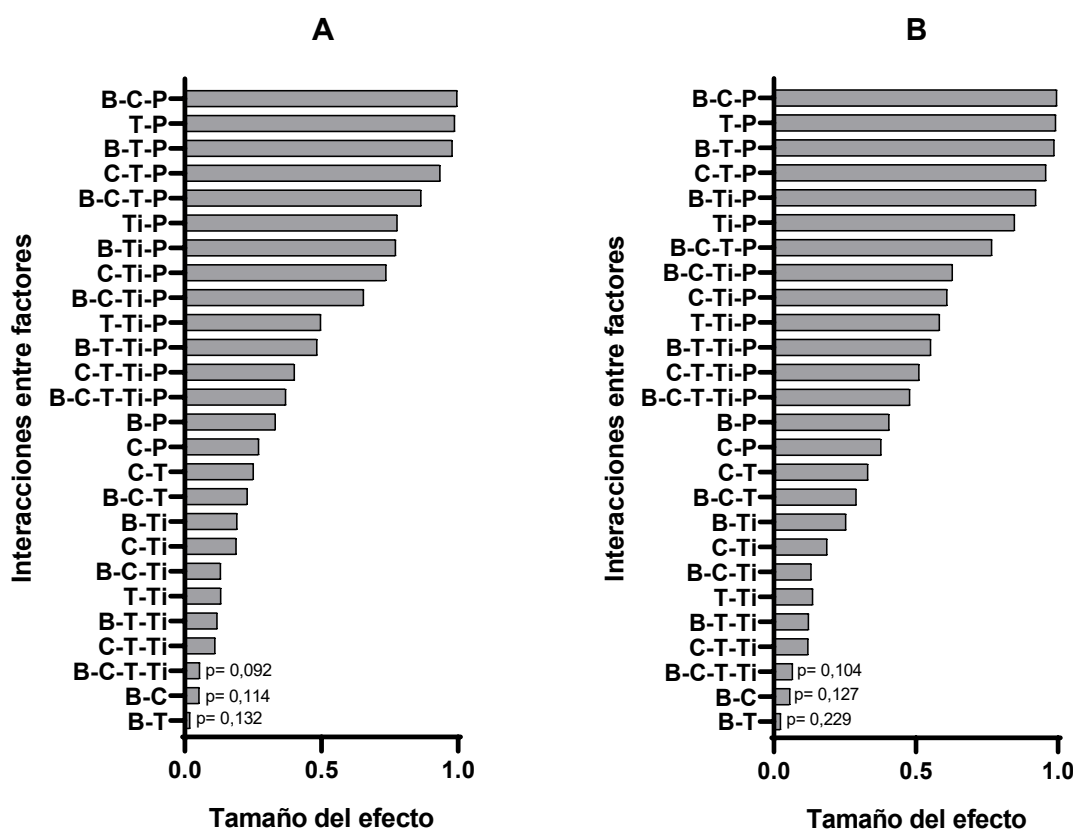 A
Interacciones entre factores
B-C-P
T-P
B-T-P
C-T-P
B-C-T-P
Ti-P
B-Ti-P
C-Ti-P
B-C-Ti-P
T-Ti-P
B-T-Ti-P
C-T-Ti-P
B-C-T-Ti-P
B-P
C-P
C-T
B-C-T
B-Ti
C-Ti
B-C-Ti
T-Ti
B-T-Ti
C-T-Ti
B-C-T-Ti p= 0,092
B-C p= 0,114
B-T p= 0,132
0.0 0.5 1.0
Tamaño del efecto
B
Interacciones entre factores
B-C-P
T-P
B-T-P
C-T-P
B-Ti-P
Ti-P
B-C-T-P
B-C-Ti-P
C-Ti-P
T-Ti-P
B-T-Ti-P
C-T-Ti-P
B-C-T-Ti-P
B-P
C-P
C-T
B-C-T
B-Ti
C-Ti
B-C-Ti
T-Ti
B-T-Ti
C-T-Ti
B-C-T-Ti p= 0,104
B-C p= 0,127
B-T p= 0,229
0.0 0.5 1.0
Tamaño del efecto